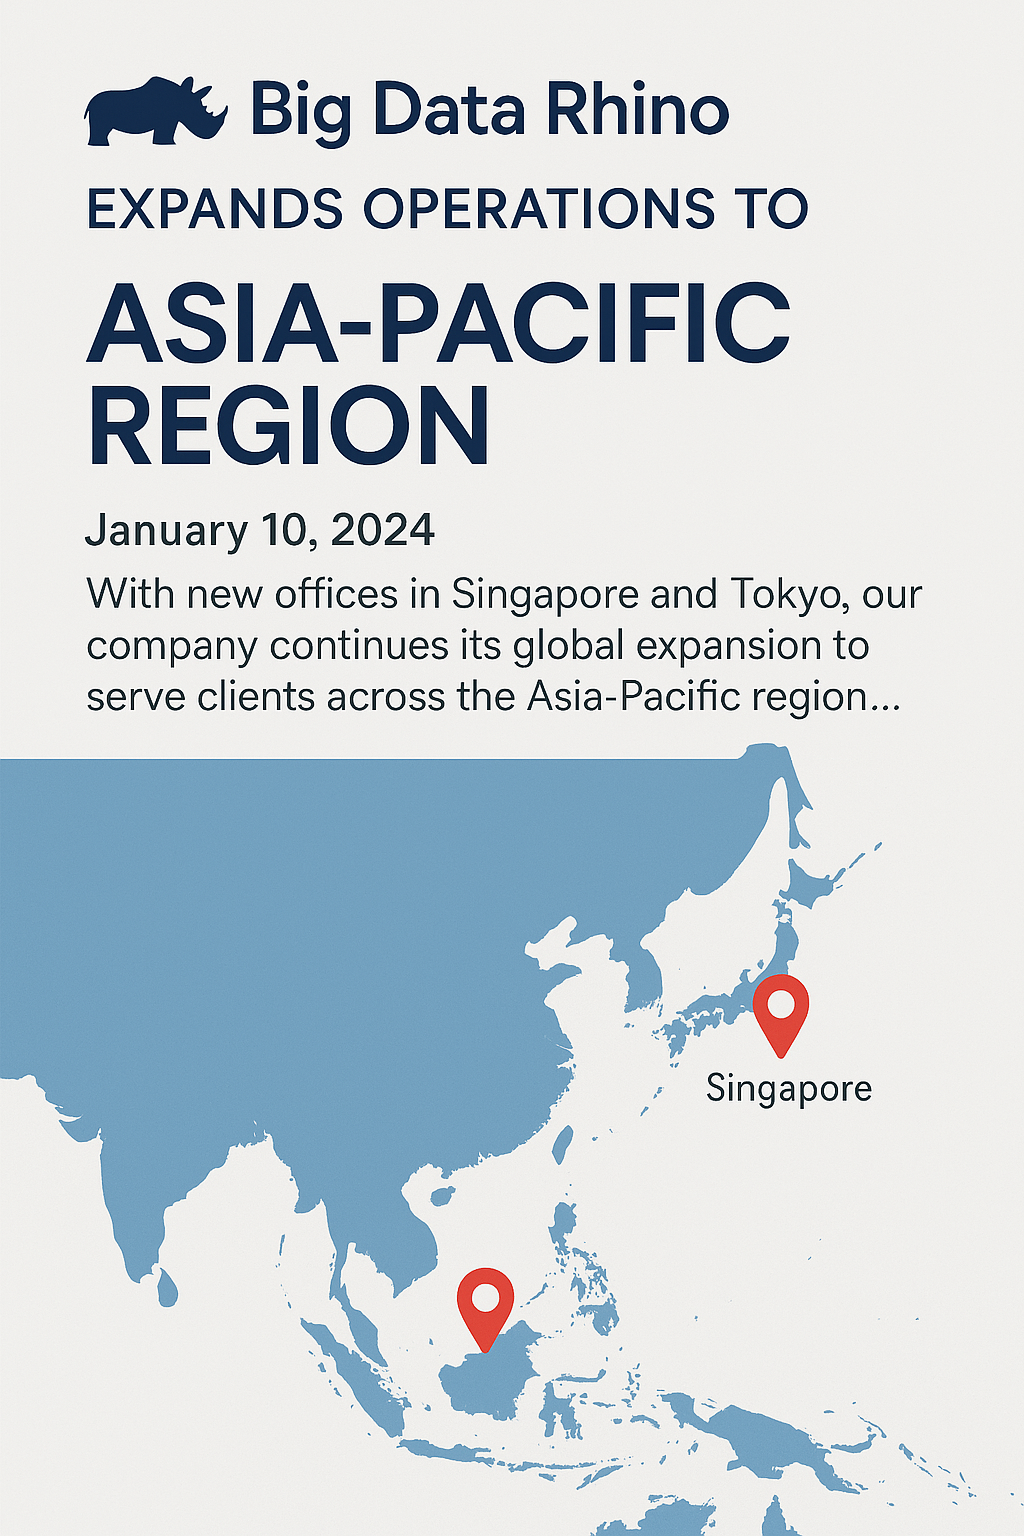 Big Data Rhino
EXPANDS OPERATIONS TO
ASIA-PACIFIC
REGION
January 10, 2024
With new offices in Singapore and Tokyo, our
company continues its global expansion to
serve clients across the Asia-Pacific region...
Singapore